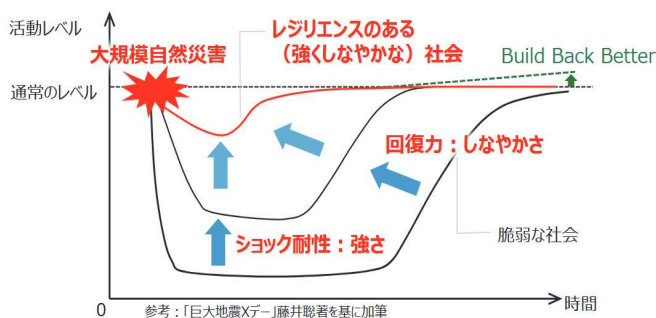 活動レベル
大規模自然災害
レジリエンスのある
（強くしなやかな）社会
Build Back Better
通常のレベル
回復力：しなやかさ
ショック耐性：強さ
脆弱な社会
0
時間
参考：「巨大地震Xデー」藤井聡著を基に加筆